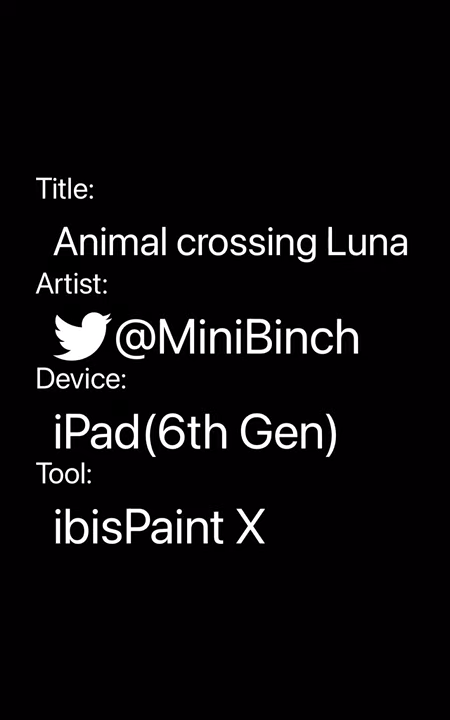 Title:
Animal crossing Luna
Artist:
@MiniBinch
Device:
iPad(6th Gen)
Tool:
ibisPaint X